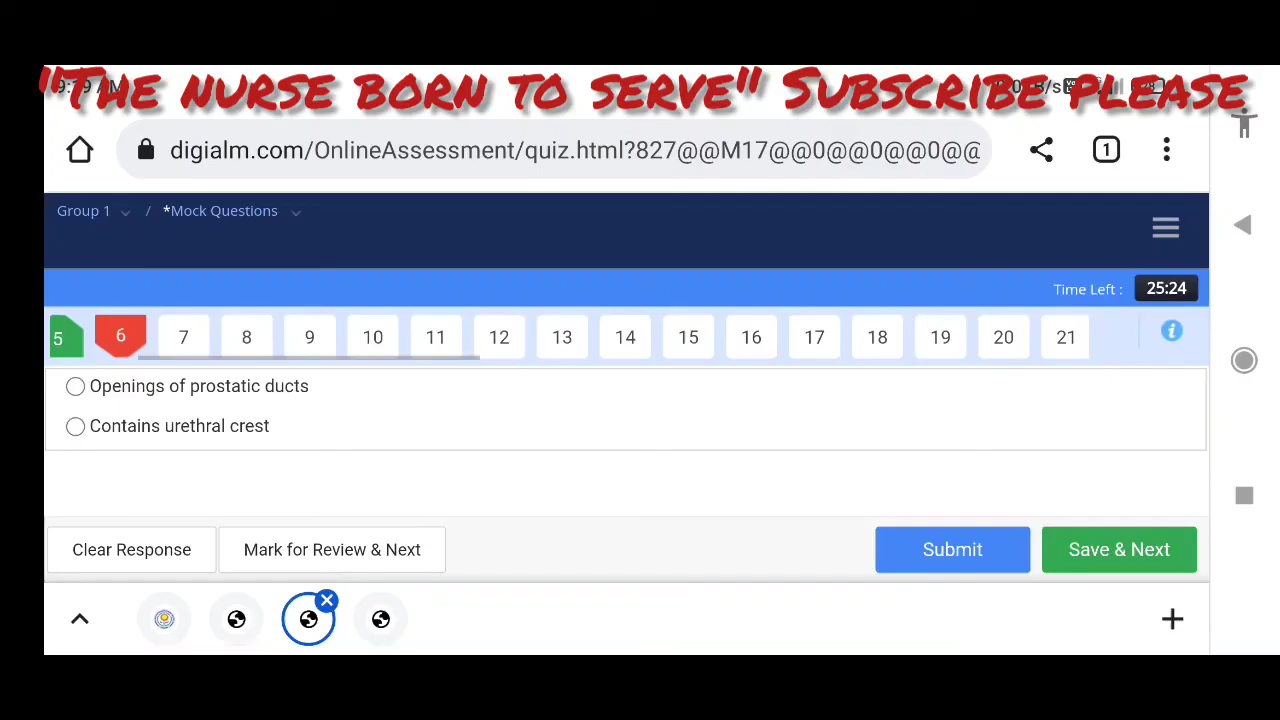 "The nurse born to serve" Subscribe please
digialm.com/OnlineAssessment/quiz.html?827@@M17@@0@@0@@0@@
1
Group 1 / *Mock Questions
Time Left : 25:24
5 6 7 8 9 10 11 12 13 14 15 16 17 18 19 20 21
Openings of prostatic ducts
Contains urethral crest
Clear Response Mark for Review & Next Submit Save & Next